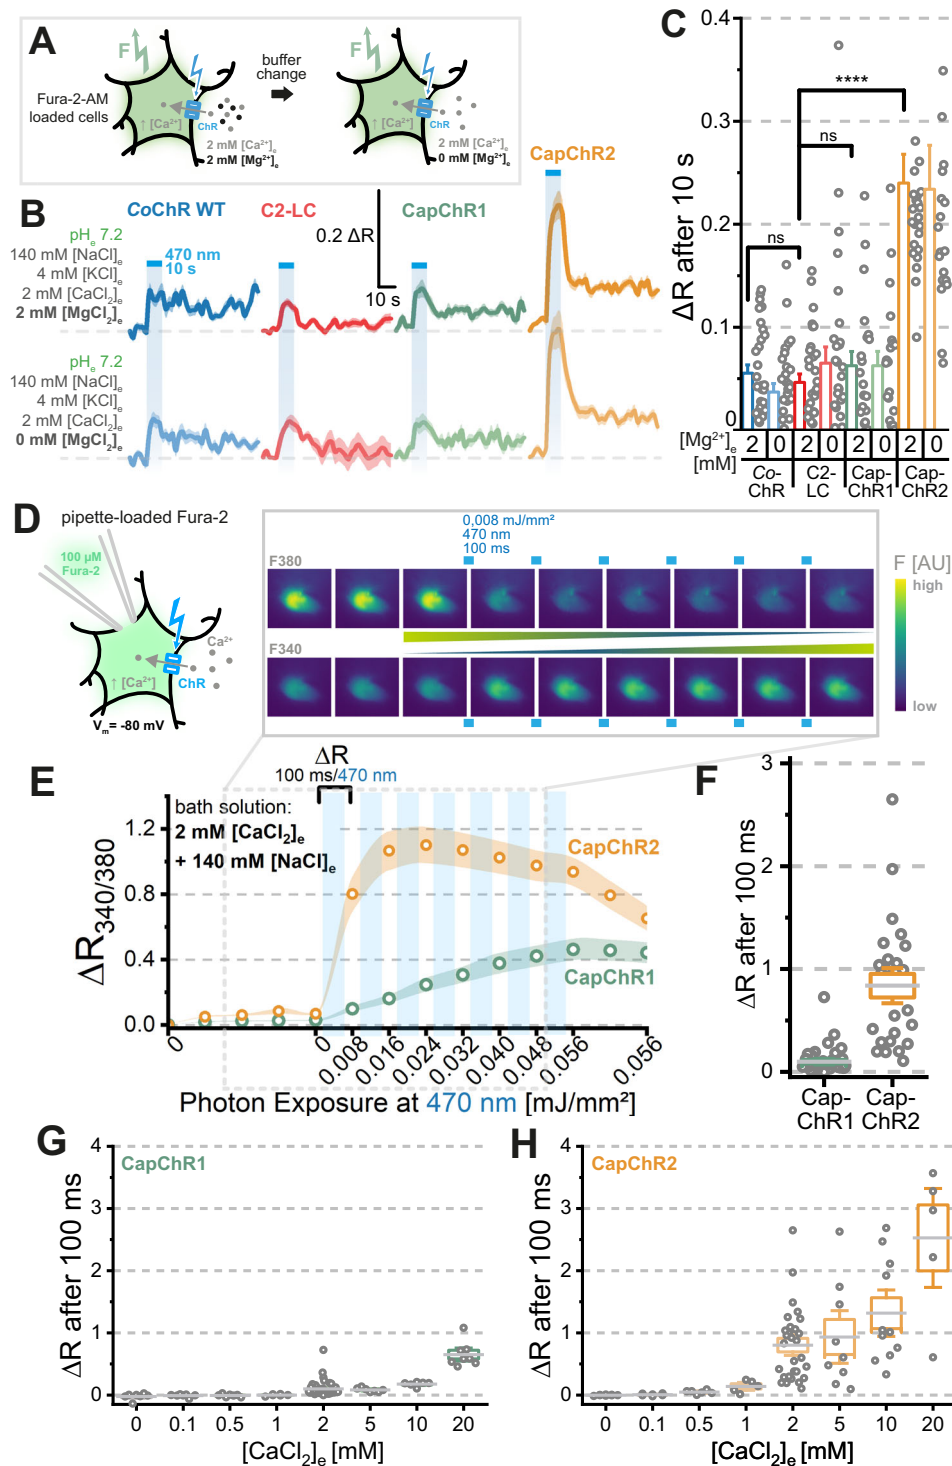 A
F
Fura-2-AM
loaded cells
↑ [Ca²⁺]
ChR
2 mM [Ca²⁺]ₑ
2 mM [Mg²⁺]ₑ
buffer
change
F
↑ [Ca²⁺]
ChR
2 mM [Ca²⁺]ₑ
0 mM [Mg²⁺]ₑ
B
CoChR WT
C2-LC
CapChR1
CapChR2
0.2 ΔR
10 s
470 nm
10 s
pHₑ 7.2
140 mM [NaCl]ₑ
4 mM [KCl]ₑ
2 mM [CaCl₂]ₑ
2 mM [MgCl₂]ₑ
pHₑ 7.2
140 mM [NaCl]ₑ
4 mM [KCl]ₑ
2 mM [CaCl₂]ₑ
0 mM [MgCl₂]ₑ
C
ΔR after 10 s
0.4
0.3
0.2
0.1
0
****
ns
ns
[Mg²⁺]ₑ
[mM]
2 0 2 0 2 0 2 0
Co-
ChR
C2-
LC
Cap-
ChR1
Cap-
ChR2
D
pipette-loaded Fura-2
100 µM
Fura-2
Ca²⁺
↑ [Ca²⁺]
ChR
Vₘ= -80 mV
0,008 mJ/mm²
470 nm
100 ms
F380
F340
F [AU]
high
low
E
ΔR
100 ms/470 nm
bath solution:
2 mM [CaCl₂]ₑ
+ 140 mM [NaCl]ₑ
CapChR2
CapChR1
ΔR₃₄₀/₃₈₀
1.2
0.8
0.4
0.0
0 0 0.008 0.016 0.024 0.032 0.040 0.048 0.056 0.056
Photon Exposure at 470 nm [mJ/mm²]
F
ΔR after 100 ms
3
2
1
0
Cap-
ChR1
Cap-
ChR2
G
CapChR1
ΔR after 100 ms
4
3
2
1
0
0 0.1 0.5 1 2 5 10 20
[CaCl₂]ₑ [mM]
H
CapChR2
ΔR after 100 ms
4
3
2
1
0
0 0.1 0.5 1 2 5 10 20
[CaCl₂]ₑ [mM]